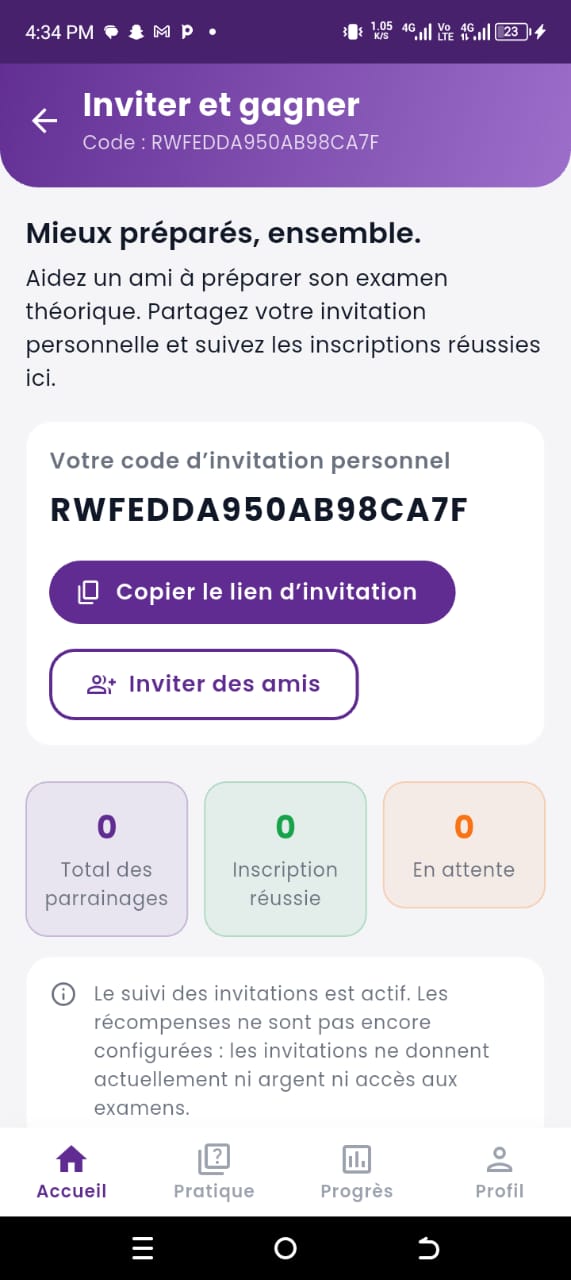 4:34 PM
1.05 K/S 4G Vo LTE 4G 23
Inviter et gagner
Code : RWFEDDA950AB98CA7F
Mieux préparés, ensemble.
Aidez un ami à préparer son examen
théorique. Partagez votre invitation
personnelle et suivez les inscriptions réussies
ici.
Votre code d’invitation personnel
RWFEDDA950AB98CA7F
Copier le lien d’invitation
Inviter des amis
0
Total des
parrainages
0
Inscription
réussie
0
En attente
Le suivi des invitations est actif. Les
récompenses ne sont pas encore
configurées : les invitations ne donnent
actuellement ni argent ni accès aux
examens.
Accueil
Pratique
Progrès
Profil